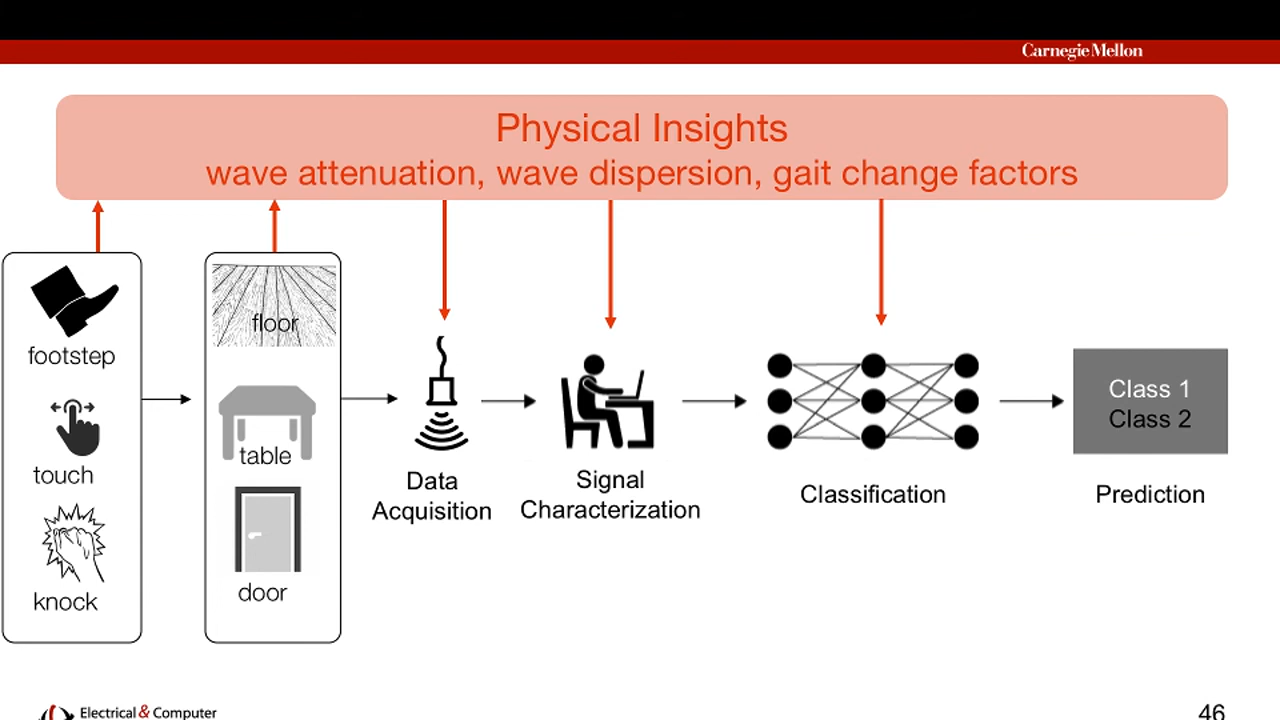 Carnegie Mellon
Physical Insights
wave attenuation, wave dispersion, gait change factors
footstep
touch
knock
floor
table
door
Data
Acquisition
Signal
Characterization
Classification
Class 1
Class 2
Prediction
Electrical & Computer
46